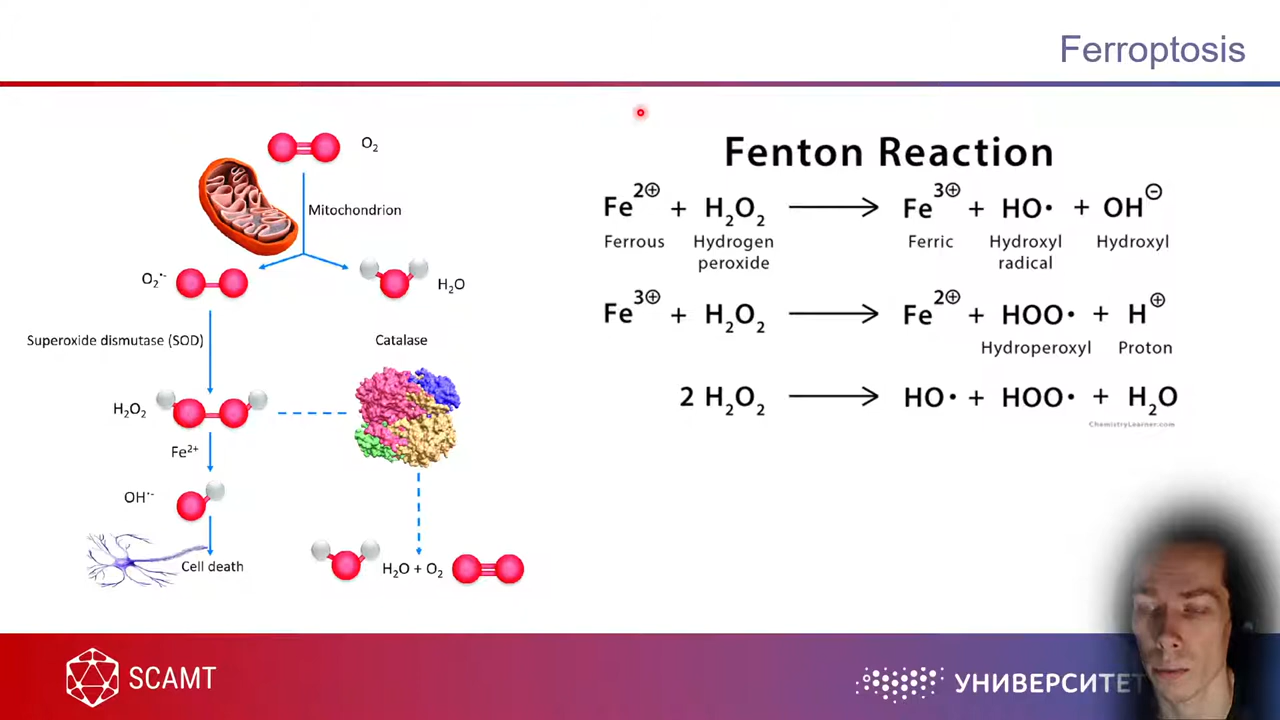 Ferroptosis
O₂
Mitochondrion
O₂•⁻
H₂O
Superoxide dismutase (SOD)
Catalase
H₂O₂
Fe²⁺
OH•⁻
Cell death
H₂O + O₂
Fenton Reaction
Fe²⊕ + H₂O₂ ⟶ Fe³⊕ + HO• + OH⊖
Ferrous Hydrogen peroxide Ferric Hydroxyl radical Hydroxyl
Fe³⊕ + H₂O₂ ⟶ Fe²⊕ + HOO• + H⊕
Hydroperoxyl Proton
2 H₂O₂ ⟶ HO• + HOO• + H₂O
ChemistryLearner.com
SCAMT
УНИВЕРСИТЕТ